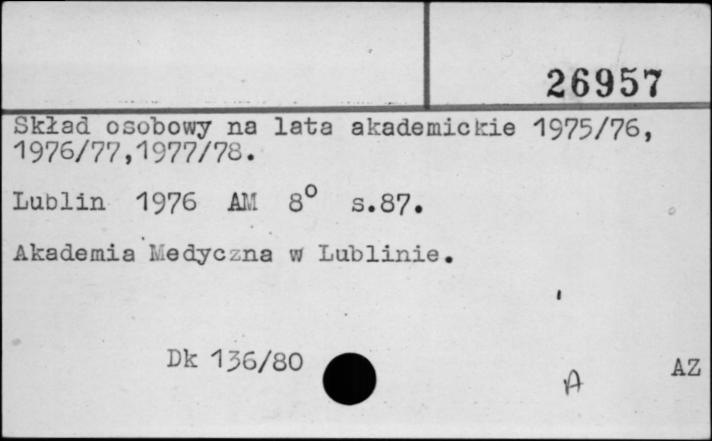 26957
Skład osobowy na lata akademickie 1975/76,
1976/77,1977/78.
Lublin 1976 AM 8° s.87.
Akademia Medyczna w Lublinie.
Dk 136/80
A
AZ